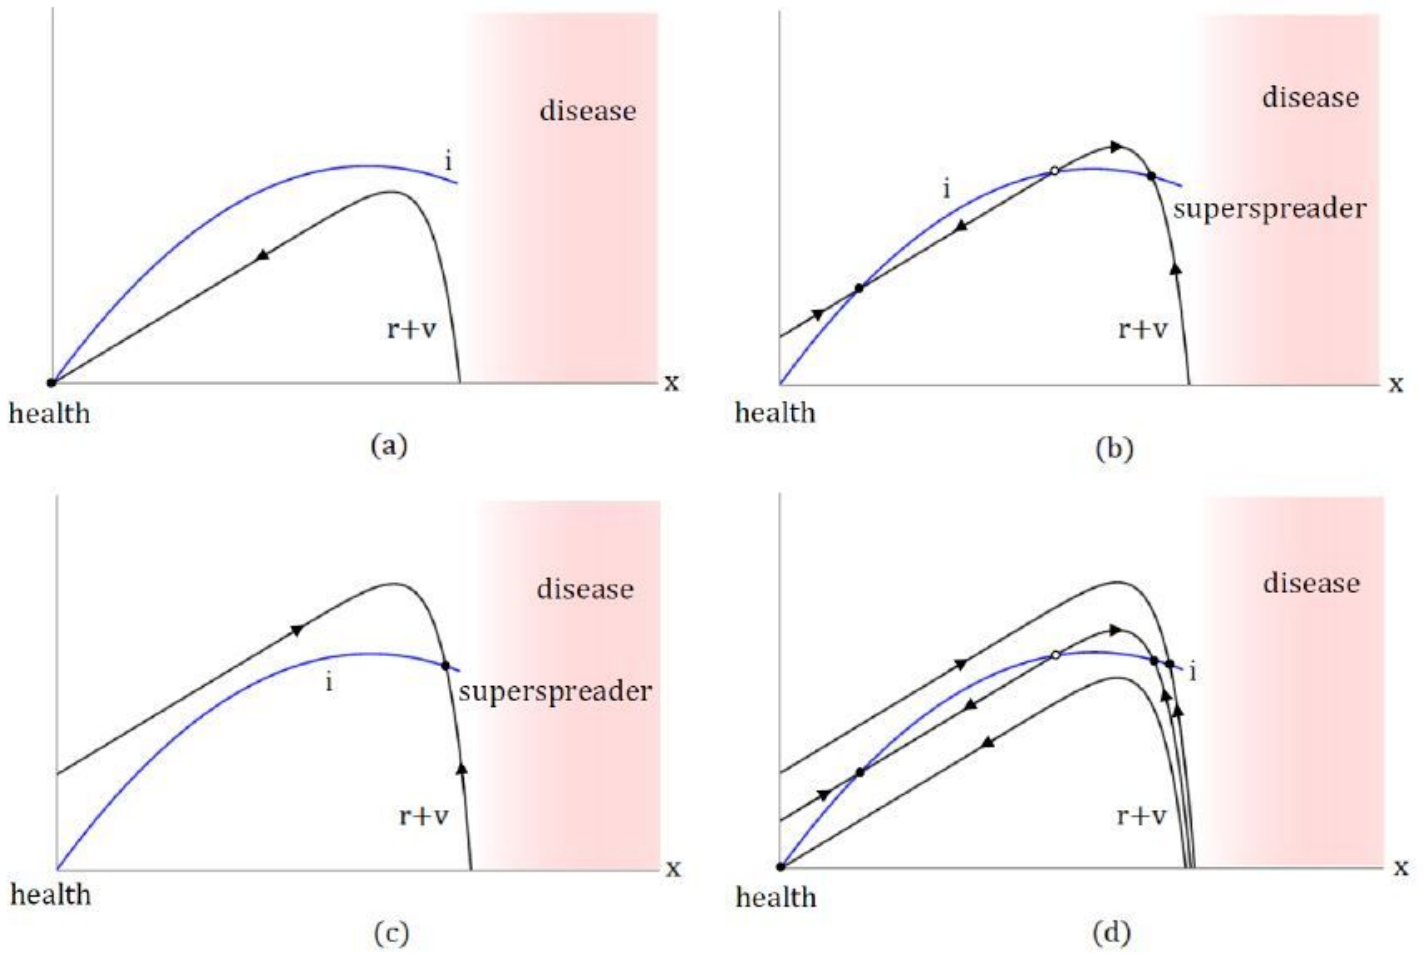 disease
i
r+v
x
health
(a)
disease
i
superspreader
r+v
x
health
(b)
disease
i
superspreader
r+v
x
health
(c)
disease
i
r+v
x
health
(d)